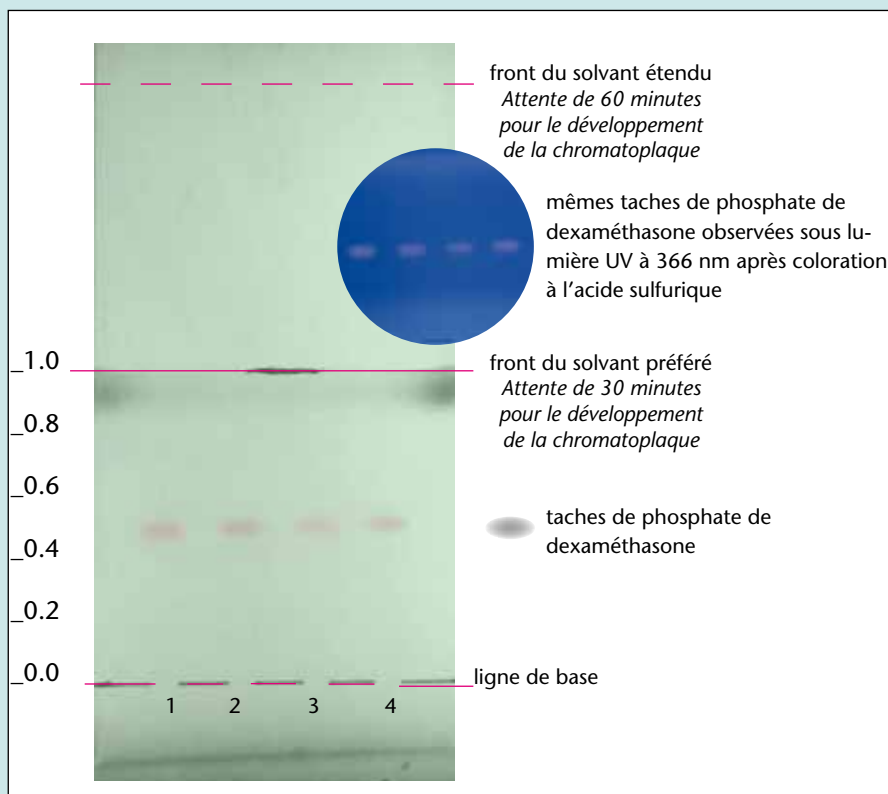 front du solvant étendu
Attente de 60 minutes
pour le développement
de la chromatoplaque
mêmes taches de phosphate de
dexaméthasone observées sous lu-
mière UV à 366 nm après coloration
à l'acide sulfurique
_1.0
front du solvant préféré
Attente de 30 minutes
pour le développement
de la chromatoplaque
_0.8
_0.6
taches de phosphate de
dexaméthasone
_0.4
_0.2
_0.0
ligne de base
1 2 3 4